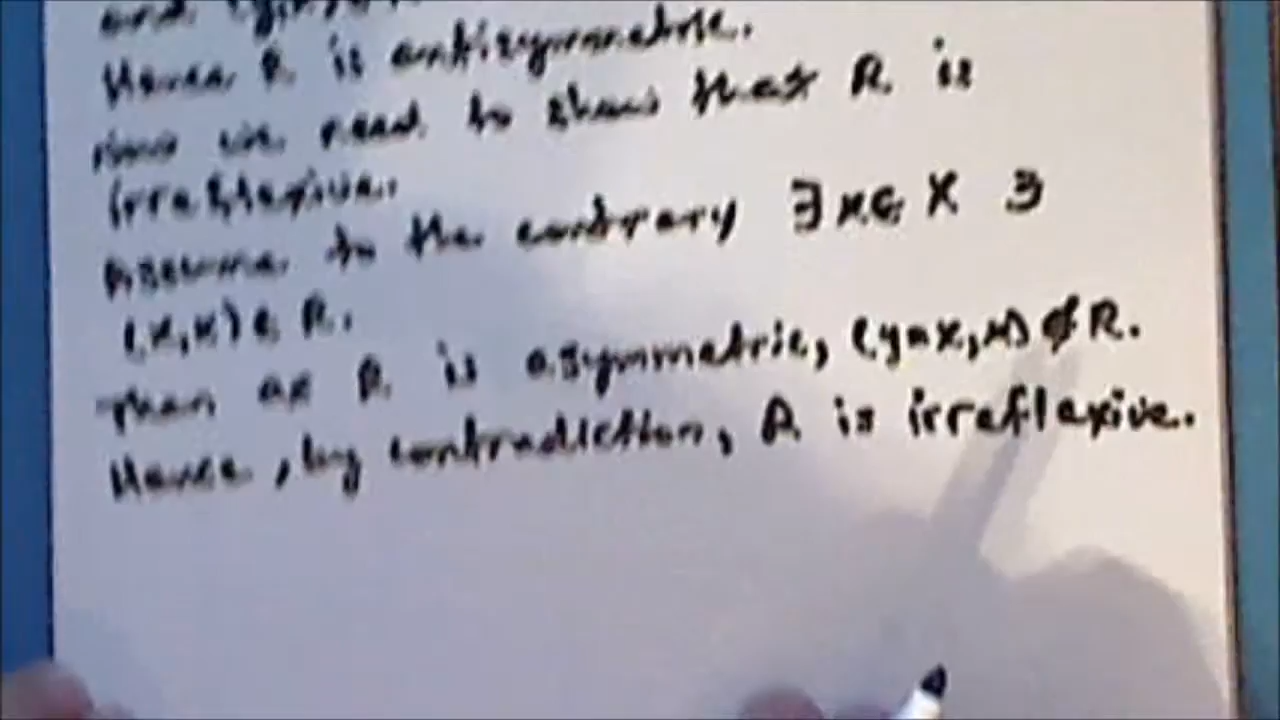 and
Hence R is antisymmetric.
Now we need to show that R is
irreflexive.
Assume to the contrary ∃ x ∈ X ∋
(x,x) ∈ R.
Then as R is asymmetric, (y=x,x) ∉ R.
Hence, by contradiction, R is irreflexive.